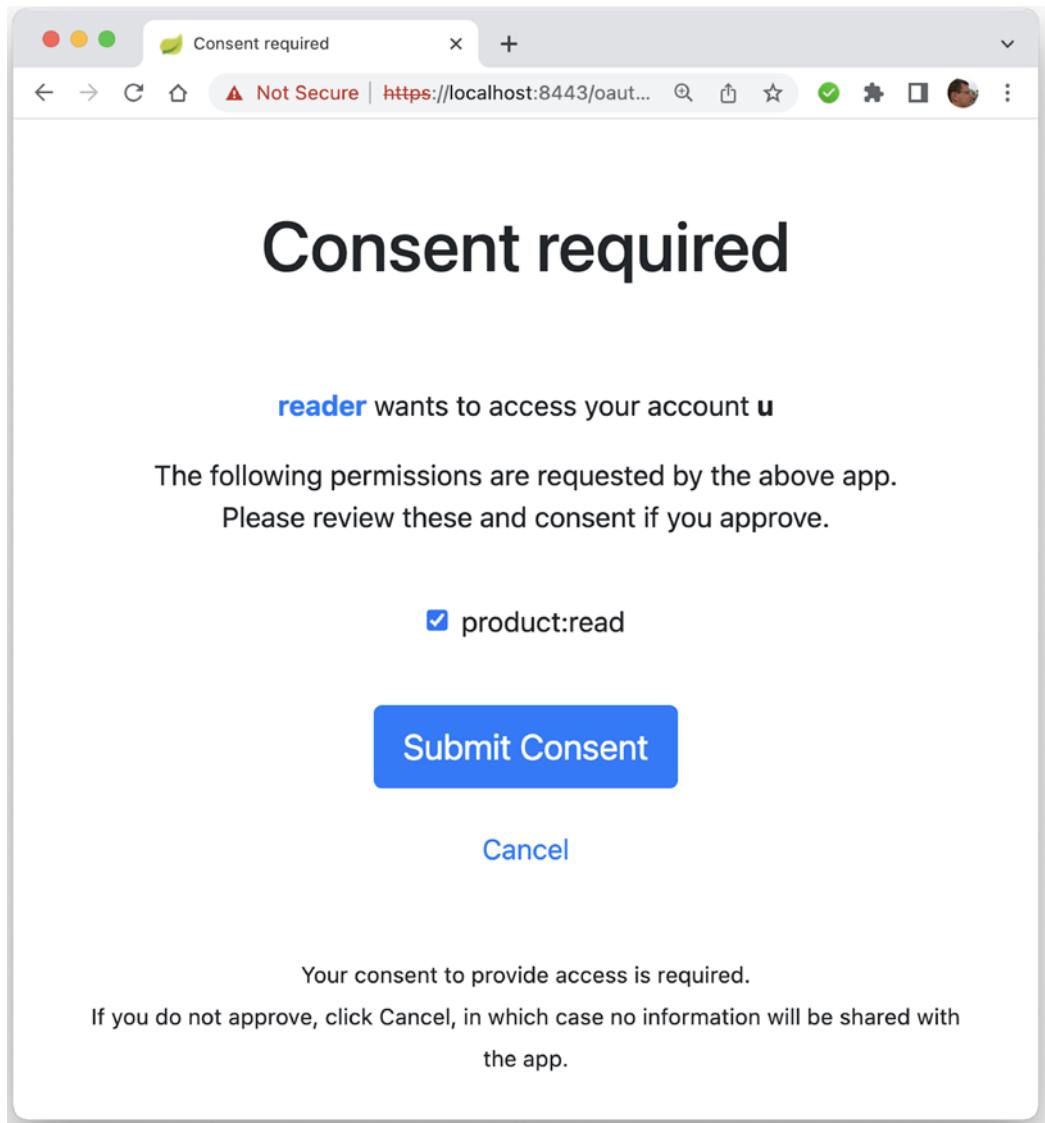 Consent required
Not Secure | https://localhost:8443/oaut...
Consent required
reader wants to access your account u
The following permissions are requested by the above app.
Please review these and consent if you approve.
product:read
Submit Consent
Cancel
Your consent to provide access is required.
If you do not approve, click Cancel, in which case no information will be shared with
the app.